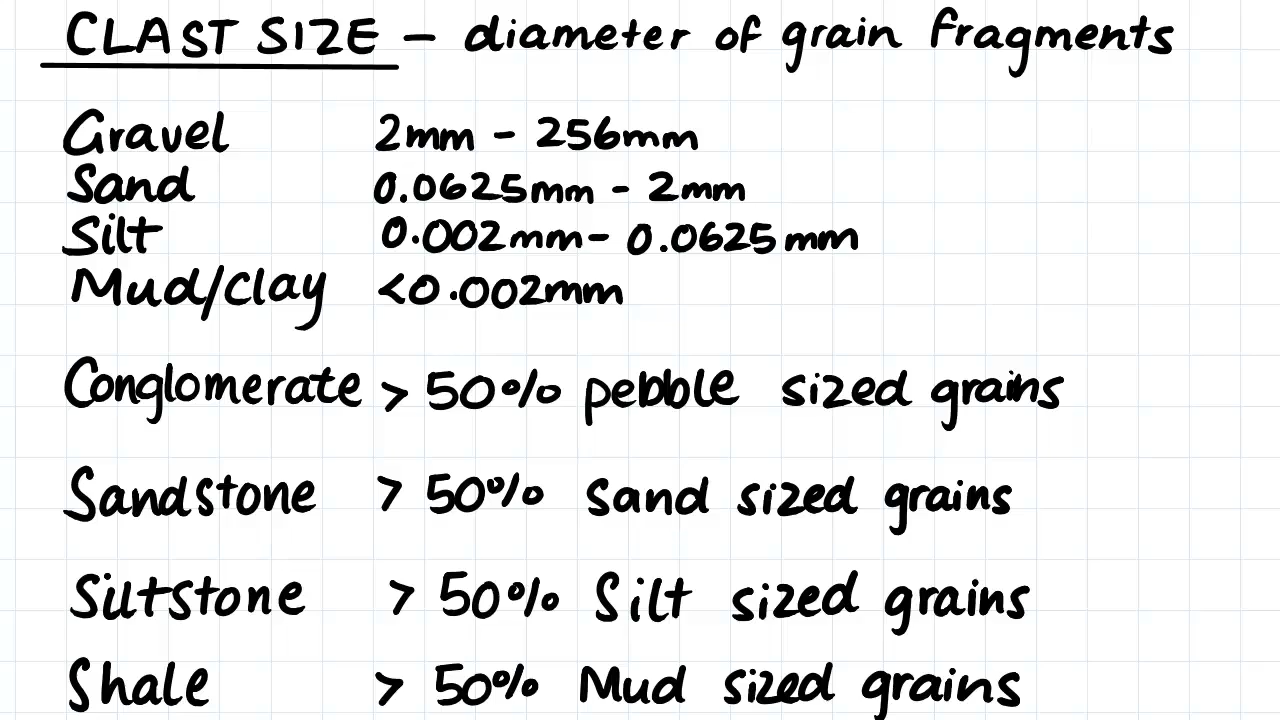 CLAST SIZE – diameter of grain fragments
Gravel 2mm – 256mm
Sand 0.0625mm - 2mm
Silt 0.002mm - 0.0625mm
Mud/clay <0.002mm
Conglomerate > 50% pebble sized grains
Sandstone > 50% sand sized grains
Siltstone > 50% Silt sized grains
Shale > 50% Mud sized grains